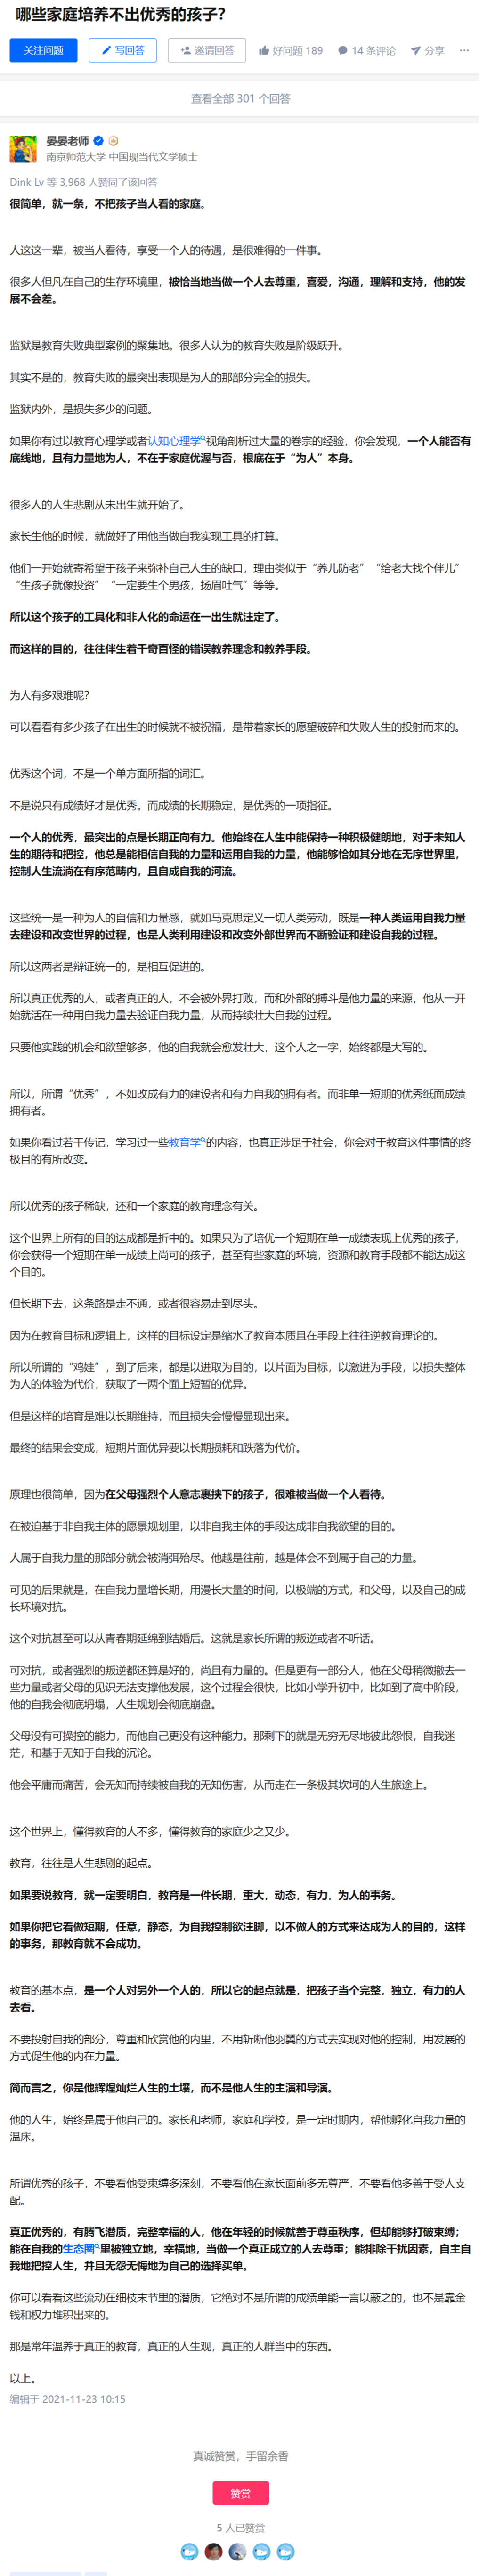 哪些家庭培养不出优秀的孩子？
关注问题 写回答 邀请回答 好问题 189 14 条评论 分享 ···
查看全部 301 个回答
晏晏老师
南京师范大学 中国现当代文学硕士
Dink Lv 等 3,968 人赞同了该回答
很简单，就一条，不把孩子当人看的家庭。
人这这一辈，被当人看待，享受一个人的待遇，是很难得的一件事。
很多人但凡在自己的生存环境里，被恰当地当做一个人去尊重，喜爱，沟通，理解和支持，他的发
展不会差。
监狱是教育失败典型案例的聚集地。很多人认为的教育失败是阶级跃升。
其实不是的，教育失败的最突出表现是为人的那部分完全的损失。
监狱内外，是损失多少的问题。
如果你有过以教育心理学或者认知心理学视角剖析过大量的卷宗的经验，你会发现，一个人能否有
底线地，且有力量地为人，不在于家庭优渥与否，根底在于“为人”本身。
很多人的人生悲剧从未出生就开始了。
家长生他的时候，就做好了用他当做自我实现工具的打算。
他们一开始就寄希望于孩子来弥补自己人生的缺口，理由类似于“养儿防老”“给老大找个伴儿”
“生孩子就像投资”“一定要生个男孩，扬眉吐气”等等。
所以这个孩子的工具化和非人化的命运在一出生就注定了。
而这样的目的，往往伴生着千奇百怪的错误教养理念和教养手段。
为人有多艰难呢？
可以看看有多少孩子在出生的时候就不被祝福，是带着家长的愿望破碎和失败人生的投射而来的。
优秀这个词，不是一个单方面所指的词汇。
不是说只有成绩好才是优秀。而成绩的长期稳定，是优秀的一项指征。
一个人的优秀，最突出的点是长期正向有力。他始终在人生中能保持一种积极健朗地，对于未知人
生的期待和把控，他总是能相信自我的力量和运用自我的力量，他能够恰如其分地在无序世界里，
控制人生流淌在有序范畴内，且自成自我的河流。
这些统一是一种为人的自信和力量感，就如马克思定义一切人类劳动，既是一种人类运用自我力量
去建设和改变世界的过程，也是人类利用建设和改变外部世界而不断验证和建设自我的过程。
所以这两者是辩证统一的，是相互促进的。
所以真正优秀的人，或者真正的人，不会被外界打败，而和外部的搏斗是他力量的来源，他从一开
始就活在一种用自我力量去验证自我力量，从而持续壮大自我的过程。
只要他实践的机会和欲望够多，他的自我就会愈发壮大，这个人之一字，始终都是大写的。
所以，所谓“优秀”，不如改成有力的建设者和有力自我的拥有者。而非单一短期的优秀纸面成绩
拥有者。
如果你看过若干传记，学习过一些教育学的内容，也真正涉足于社会，你会对于教育这件事情的终
极目的有所改变。
所以优秀的孩子稀缺，还和一个家庭的教育理念有关。
这个世界上所有的目的达成都是折中的。如果只为了培优一个短期在单一成绩表现上优秀的孩子，
你会获得一个短期在单一成绩上尚可的孩子，甚至有些家庭的环境，资源和教育手段都不能达成这
个目的。
但长期下去，这条路是走不通，或者很容易走到尽头。
因为在教育目标和逻辑上，这样的目标设定是缩水了教育本质且在手段上往往逆教育理论的。
所以所谓的“鸡娃”，到了后来，都是以进取为目的，以片面为目标，以激进为手段，以损失整体
为人的体验为代价，获取了一两个面上短暂的优异。
但是这样的培育是难以长期维持，而且损失会慢慢显现出来。
最终的结果会变成，短期片面优异要以长期损耗和跌落为代价。
原理也很简单，因为在父母强烈个人意志裹挟下的孩子，很难被当做一个人看待。
在被迫基于非自我主体的愿景规划里，以非自我主体的手段达成非自我欲望的目的。
人属于自我力量的那部分就会被消弭殆尽。他越是往前，越是体会不到属于自己的力量。
可见的后果就是，在自我力量增长期，用漫长大量的时间，以极端的方式，和父母，以及自己的成
长环境对抗。
这个对抗甚至可以从青春期延绵到结婚后。这就是家长所谓的叛逆或者不听话。
可对抗，或者强烈的叛逆都还算是好的，尚且有力量的。但是更有一部分人，他在父母稍微撤去一
些力量或者父母的见识无法支撑他发展，这个过程会很快，比如小学升初中，比如到了高中阶段，
他的自我会彻底坍塌，人生规划会彻底崩盘。
父母没有可操控的能力，而他自己更没有这种能力。那剩下的就是无穷无尽地彼此怨恨，自我迷
茫，和基于无知于自我的沉沦。
他会平庸而痛苦，会无知而持续被自我的无知伤害，从而走在一条极其坎坷的人生旅途上。
这个世界上，懂得教育的人不多，懂得教育的家庭少之又少。
教育，往往是人生悲剧的起点。
如果要说教育，就一定要明白，教育是一件长期，重大，动态，有力，为人的事务。
如果你把它看做短期，任意，静态，为自我控制欲注脚，以不做人的方式来达成为人的目的，这样
的事务，那教育就不会成功。
教育的基本点，是一个人对另外一个人的，所以它的起点就是，把孩子当个完整，独立，有力的人
去看。
不要投射自我的部分，尊重和欣赏他的内里，不用斩断他羽翼的方式去实现对他的控制，用发展的
方式促生他的内在力量。
简而言之，你是他辉煌灿烂人生的土壤，而不是他人生的主演和导演。
他的人生，始终是属于他自己的。家长和老师，家庭和学校，是一定时期内，帮他孵化自我力量的
温床。
所谓优秀的孩子，不要看他受束缚多深刻，不要看他在家长面前多无尊严，不要看他多善于受人支
配。
真正优秀的，有腾飞潜质，完整幸福的人，他在年轻的时候就善于尊重秩序，但却能够打破束缚；
能在自我的生态圈里被独立地，幸福地，当做一个真正成立的人去尊重；能排除干扰因素，自主自
我地把控人生，并且无怨无悔地为自己的选择买单。
你可以看看这些流动在细枝末节里的潜质，它绝对不是所谓的成绩单能一言以蔽之的，也不是靠金
钱和权力堆积出来的。
那是常年温养于真正的教育，真正的人生观，真正的人群当中的东西。
以上。
编辑于 2021-11-23 10:15
真诚赞赏，手留余香
赞赏
5 人已赞赏